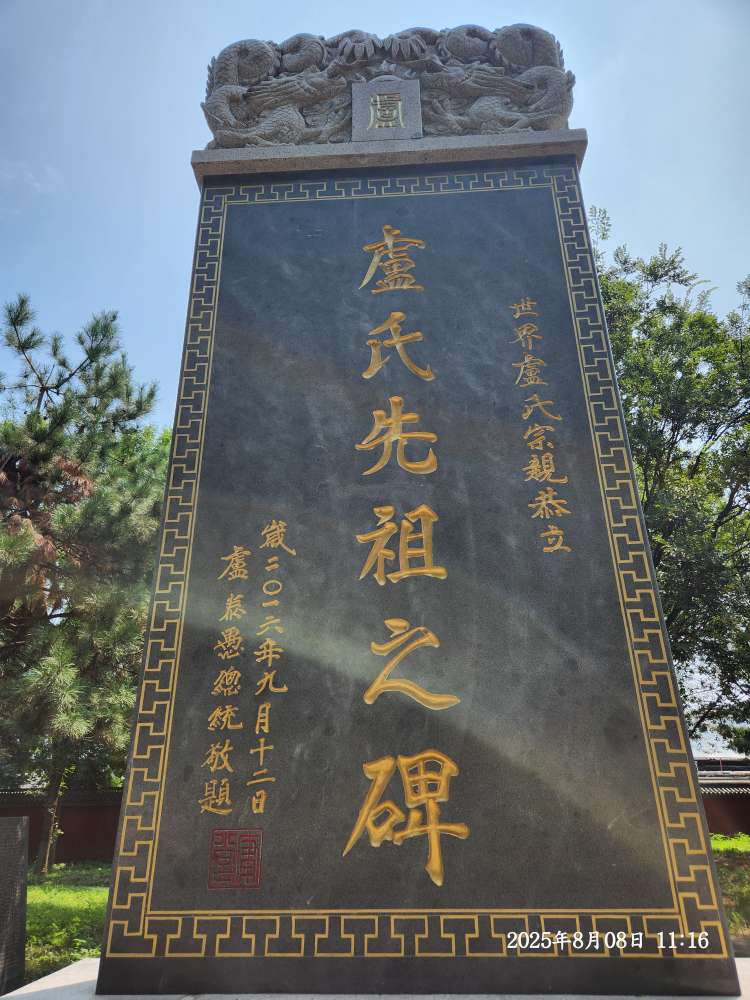 盧
世界盧氏宗親恭立
盧氏先祖之碑
歲二〇一六年九月十二日
盧泰愚總統敬題
2025年8月08日 11:16